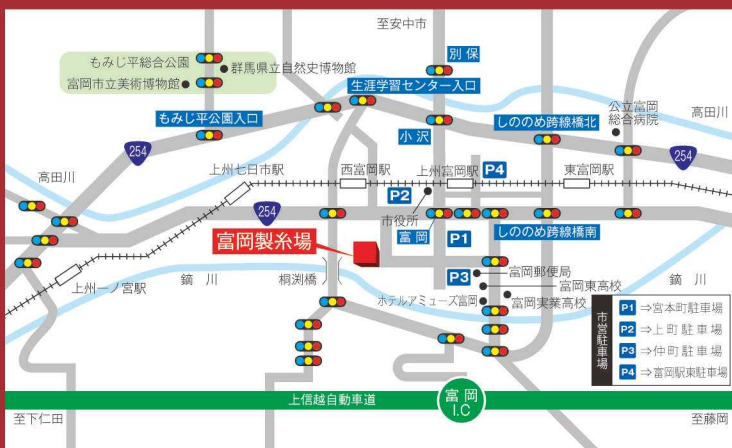 至安中市
別保
もみじ平総合公園
群馬県立自然史博物館
富岡市立美術博物館
生涯学習センター入口
もみじ平公園入口
小沢
しののめ跨線橋北
公立富岡
総合病院
高田川
254
254
高田川
上州七日市駅
西富岡駅
上州富岡駅
P4
東富岡駅
P2
254
市役所
富岡
P1
しののめ跨線橋南
富岡製糸場
上州一ノ宮駅
鏑川
桐渕橋
P3
富岡郵便局
富岡東高校
ホテルアミューズ富岡
富岡実業高校
鏑川
市営駐車場
P1⇒宮本町駐車場
P2⇒上町駐車場
P3⇒仲町駐車場
P4⇒富岡駅東駐車場
上信越自動車道
富岡
I.C
至下仁田
至藤岡